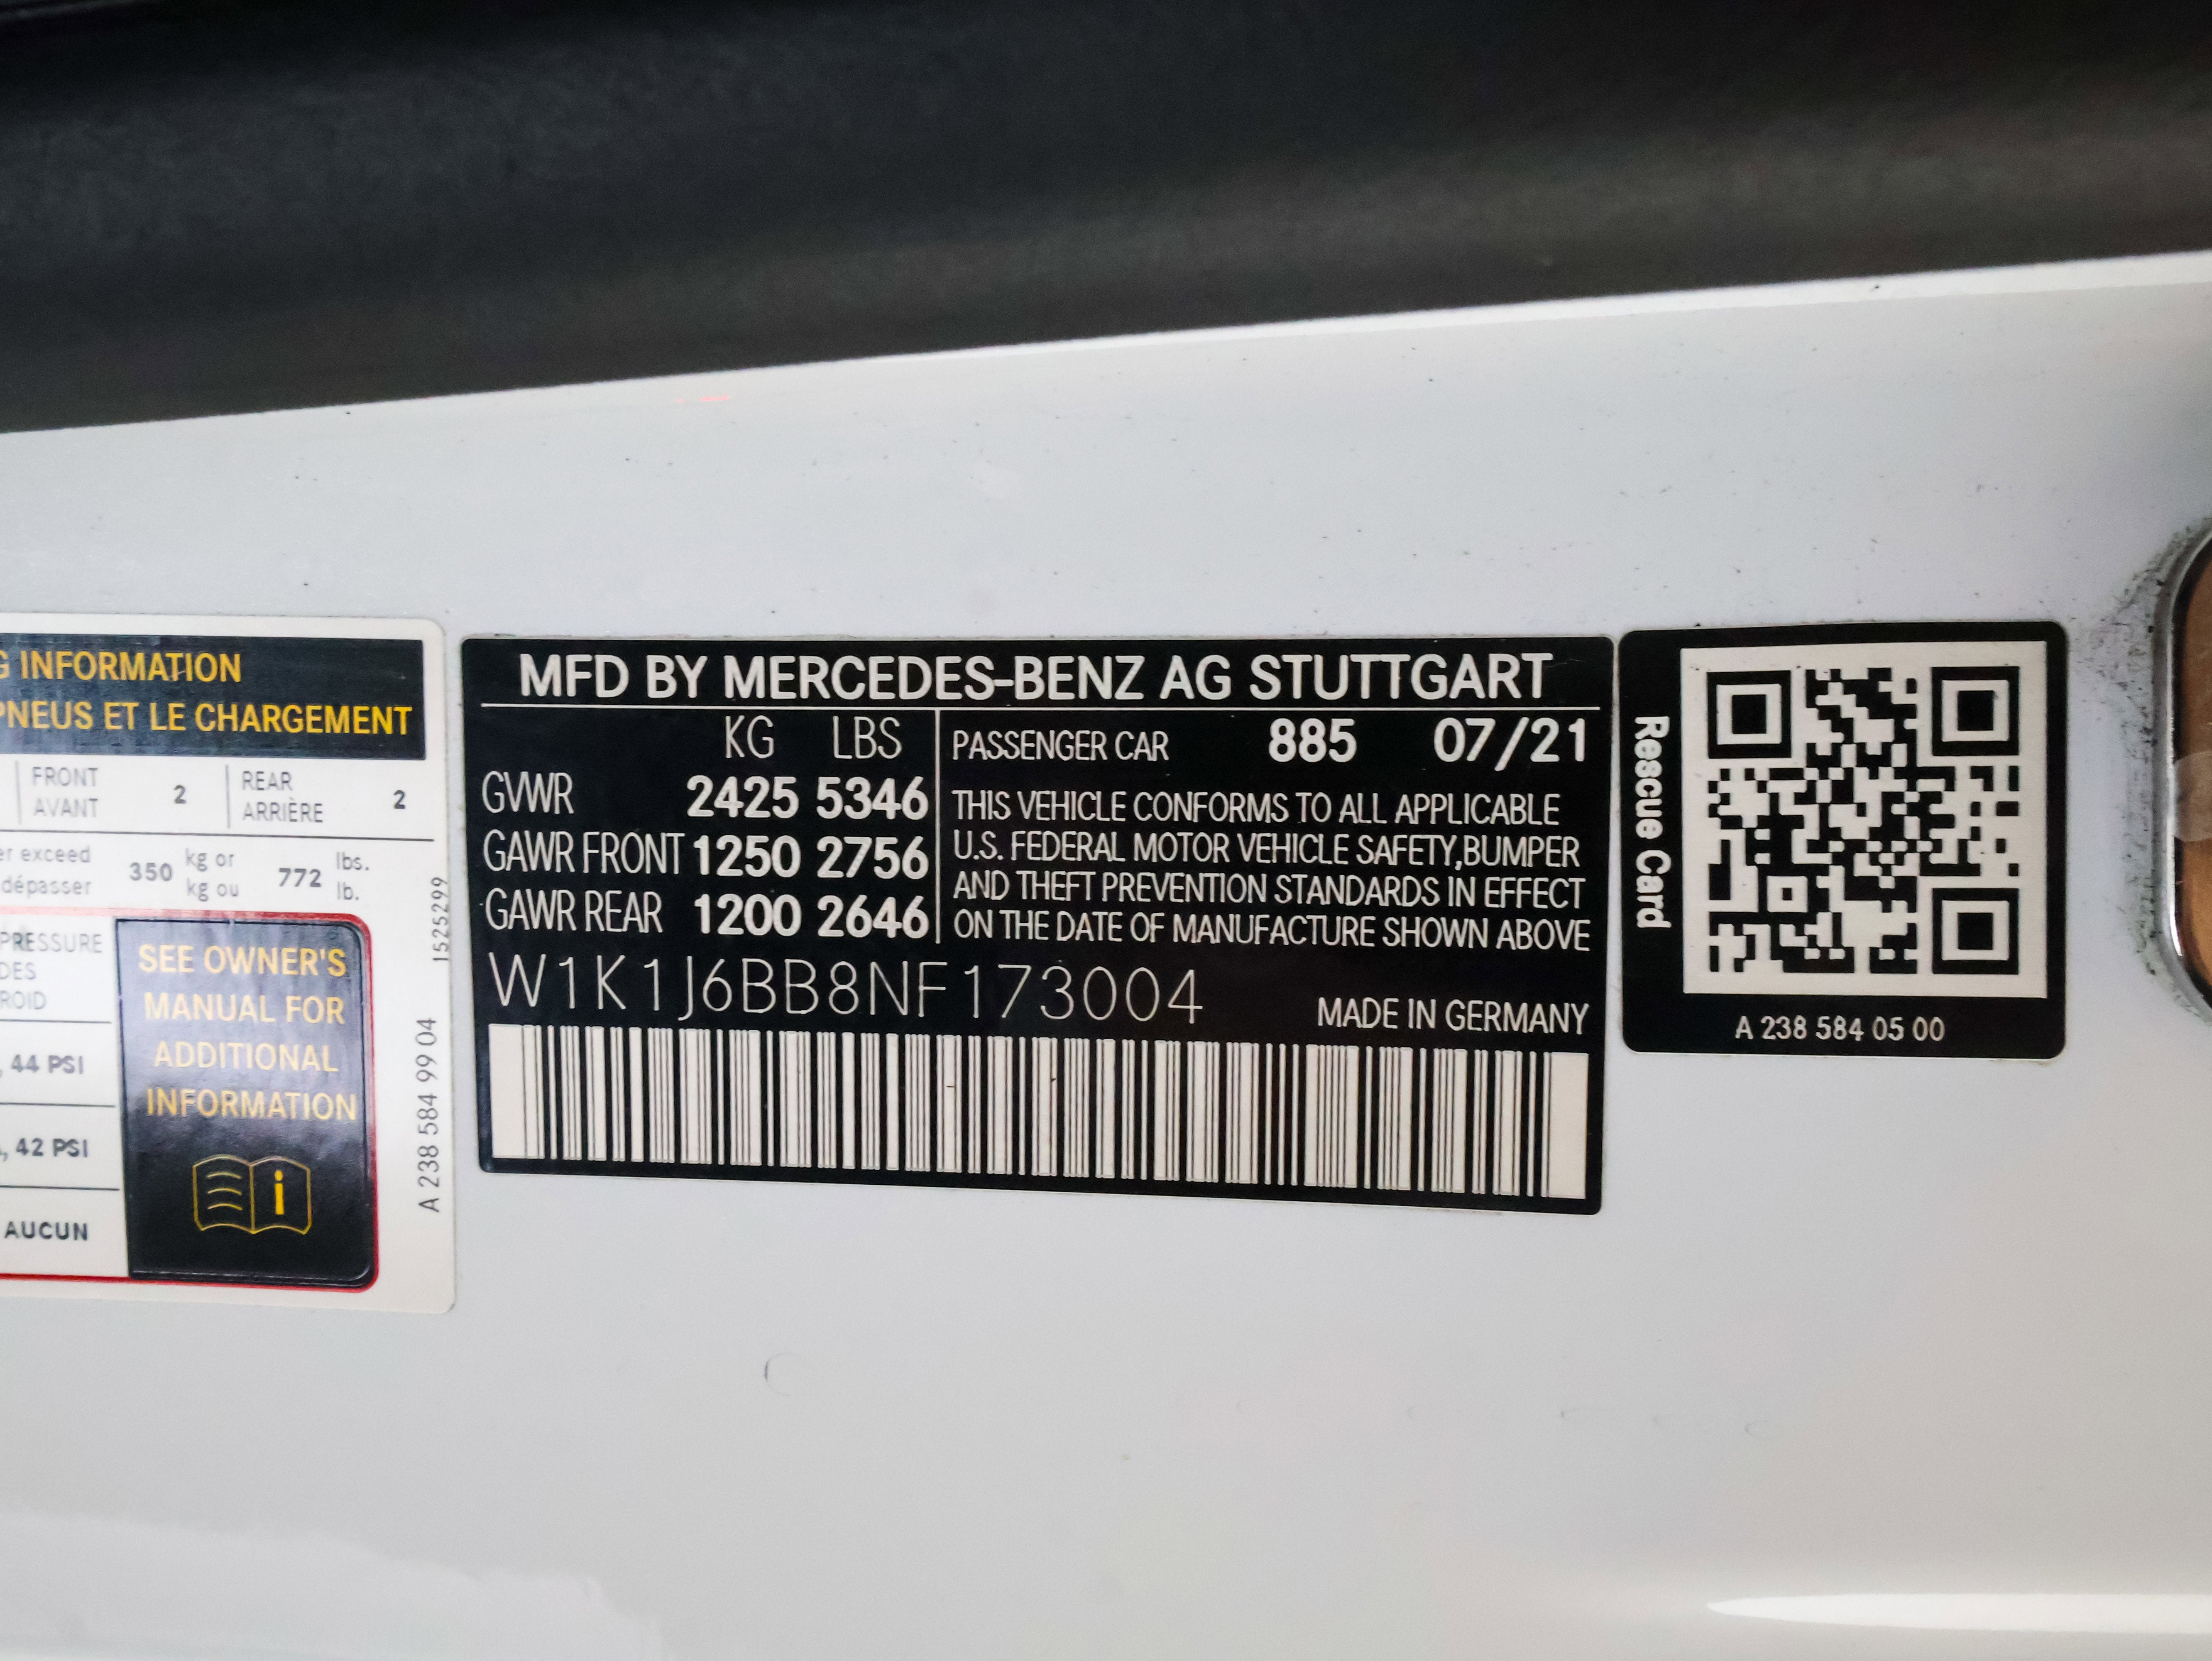 G INFORMATION
PNEUS ET LE CHARGEMENT
FRONT
AVANT
2
REAR
ARRIÈRE
2
er exceed
dépasser
350
kg or
kg ou
772
lbs.
lb.
PRESSURE
DES
ROID
, 44 PSI
, 42 PSI
AUCUN
SEE OWNER'S
MANUAL FOR
ADDITIONAL
INFORMATION
i
A 238 584 99 04
1525299
MFD BY MERCEDES-BENZ AG STUTTGART
KG LBS
GVWR 2425 5346
GAWR FRONT 1250 2756
GAWR REAR 1200 2646
PASSENGER CAR 885 07/21
THIS VEHICLE CONFORMS TO ALL APPLICABLE
U.S. FEDERAL MOTOR VEHICLE SAFETY,BUMPER
AND THEFT PREVENTION STANDARDS IN EFFECT
ON THE DATE OF MANUFACTURE SHOWN ABOVE
W1K1J6BB8NF173004
MADE IN GERMANY
Rescue Card
A 238 584 05 00